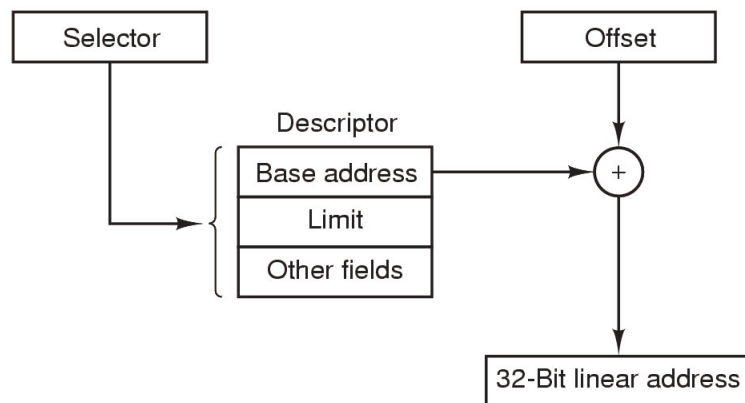 Selector
Offset
Descriptor
Base address
+
Limit
Other fields
32-Bit linear address